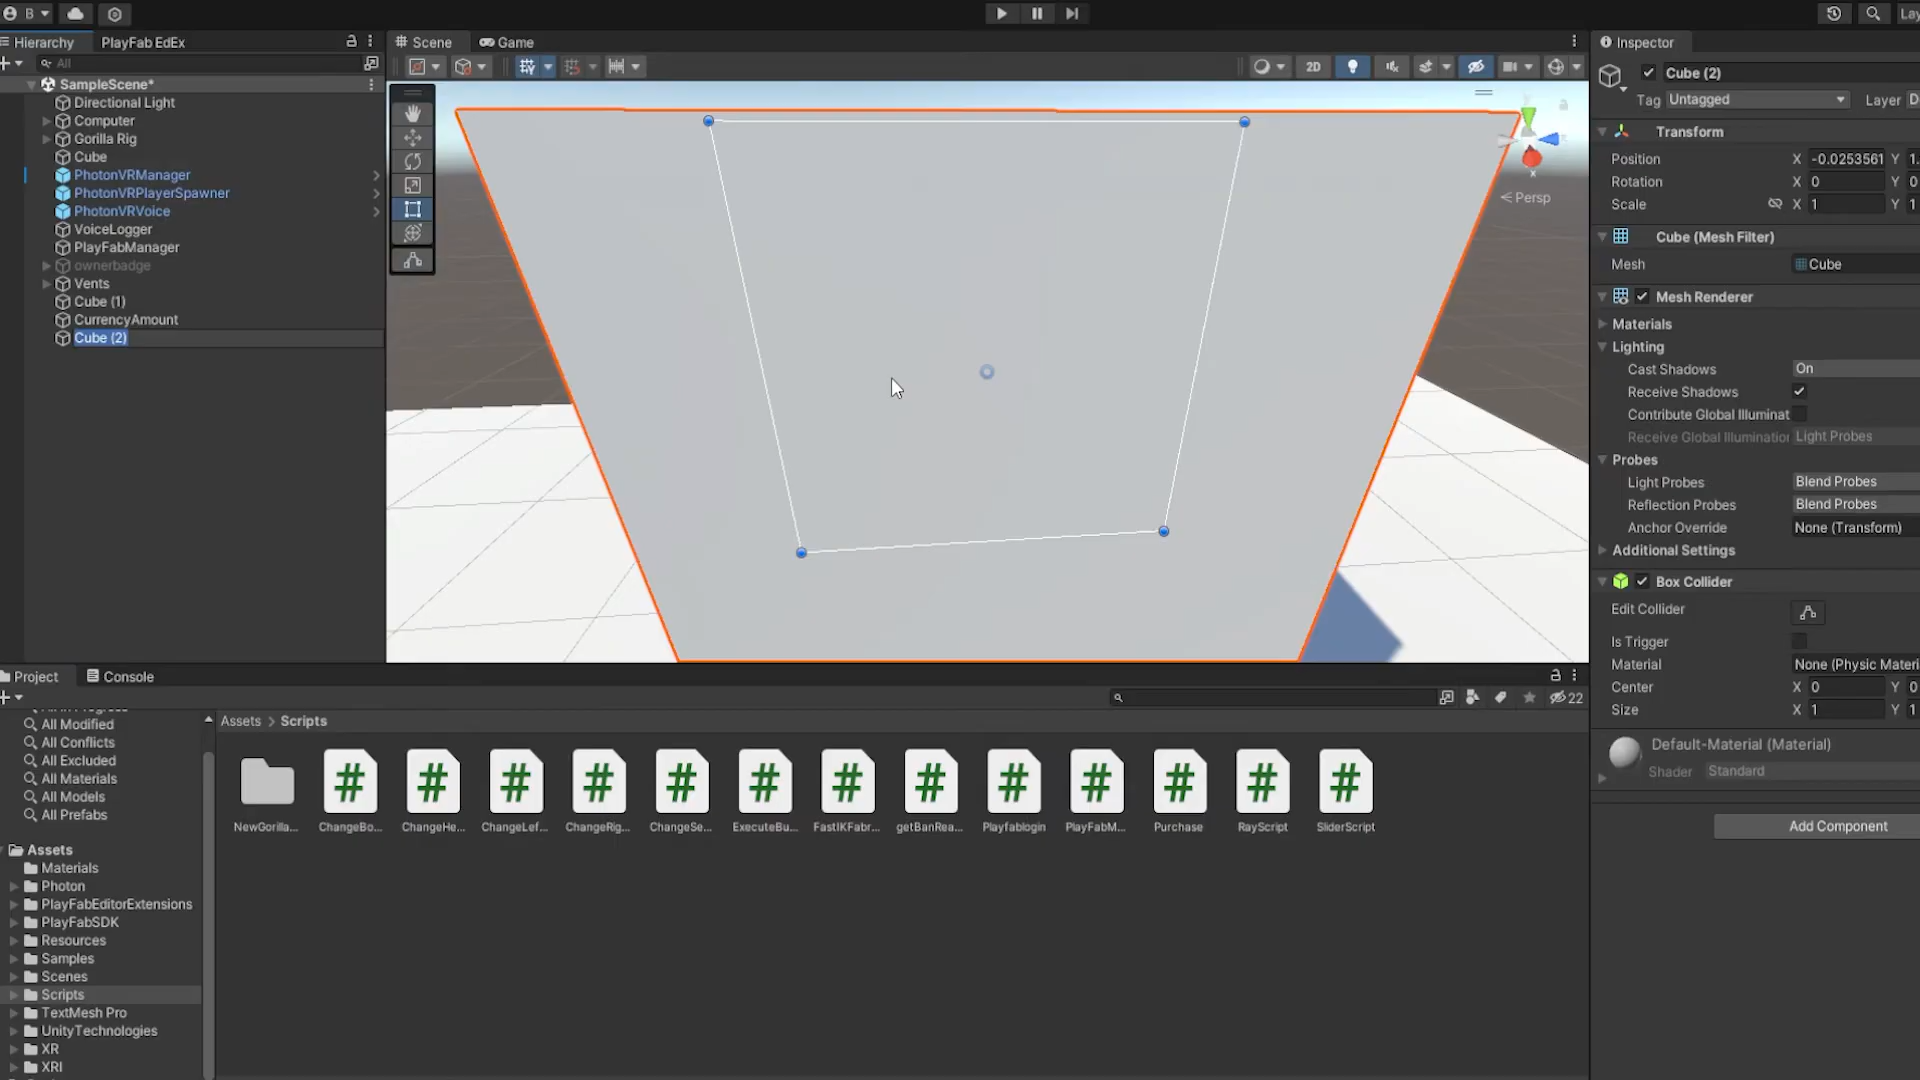 B
Lay
Hierarchy
PlayFab EdEx
Scene
Game
Inspector
All
2D
SampleScene*
Directional Light
Computer
Gorilla Rig
Cube
PhotonVRManager
PhotonVRPlayerSpawner
PhotonVRVoice
VoiceLogger
PlayFabManager
ownerbadge
Vents
Cube (1)
CurrencyAmount
Cube (2)
x
< Persp
Cube (2)
Tag Untagged Layer D
Transform
Position X -0.0253561 Y 1.
Rotation X 0 Y 0
Scale X 1 Y 1
Cube (Mesh Filter)
Mesh Cube
Mesh Renderer
Materials
Lighting
Cast Shadows On
Receive Shadows
Contribute Global Illuminat
Receive Global Illumination Light Probes
Probes
Light Probes Blend Probes
Reflection Probes Blend Probes
Anchor Override None (Transform)
Additional Settings
Box Collider
Edit Collider
Is Trigger
Material None (Physic Materi
Center X 0 Y 0
Size X 1 Y 1
Default-Material (Material)
Shader Standard
Add Component
Project
Console
22
All Modified
All Conflicts
All Excluded
All Materials
All Models
All Prefabs
Assets
Materials
Photon
PlayFabEditorExtensions
PlayFabSDK
Resources
Samples
Scenes
Scripts
TextMesh Pro
UnityTechnologies
XR
XRI
Assets > Scripts
NewGorilla...
ChangeBo...
ChangeHe...
ChangeLef...
ChangeRig...
ChangeSe...
ExecuteBu...
FastIKFabr...
getBanRea...
Playfablogin
PlayFabM...
Purchase
RayScript
SliderScript